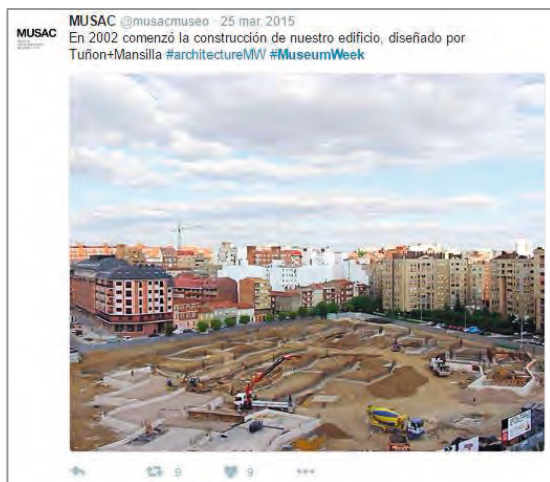 MUSAC @musacmuseo · 25 mar. 2015
MUSAC
En 2002 comenzó la construcción de nuestro edificio, diseñado por
Tuñon+Mansilla #architectureMW #MuseumWeek
9 9